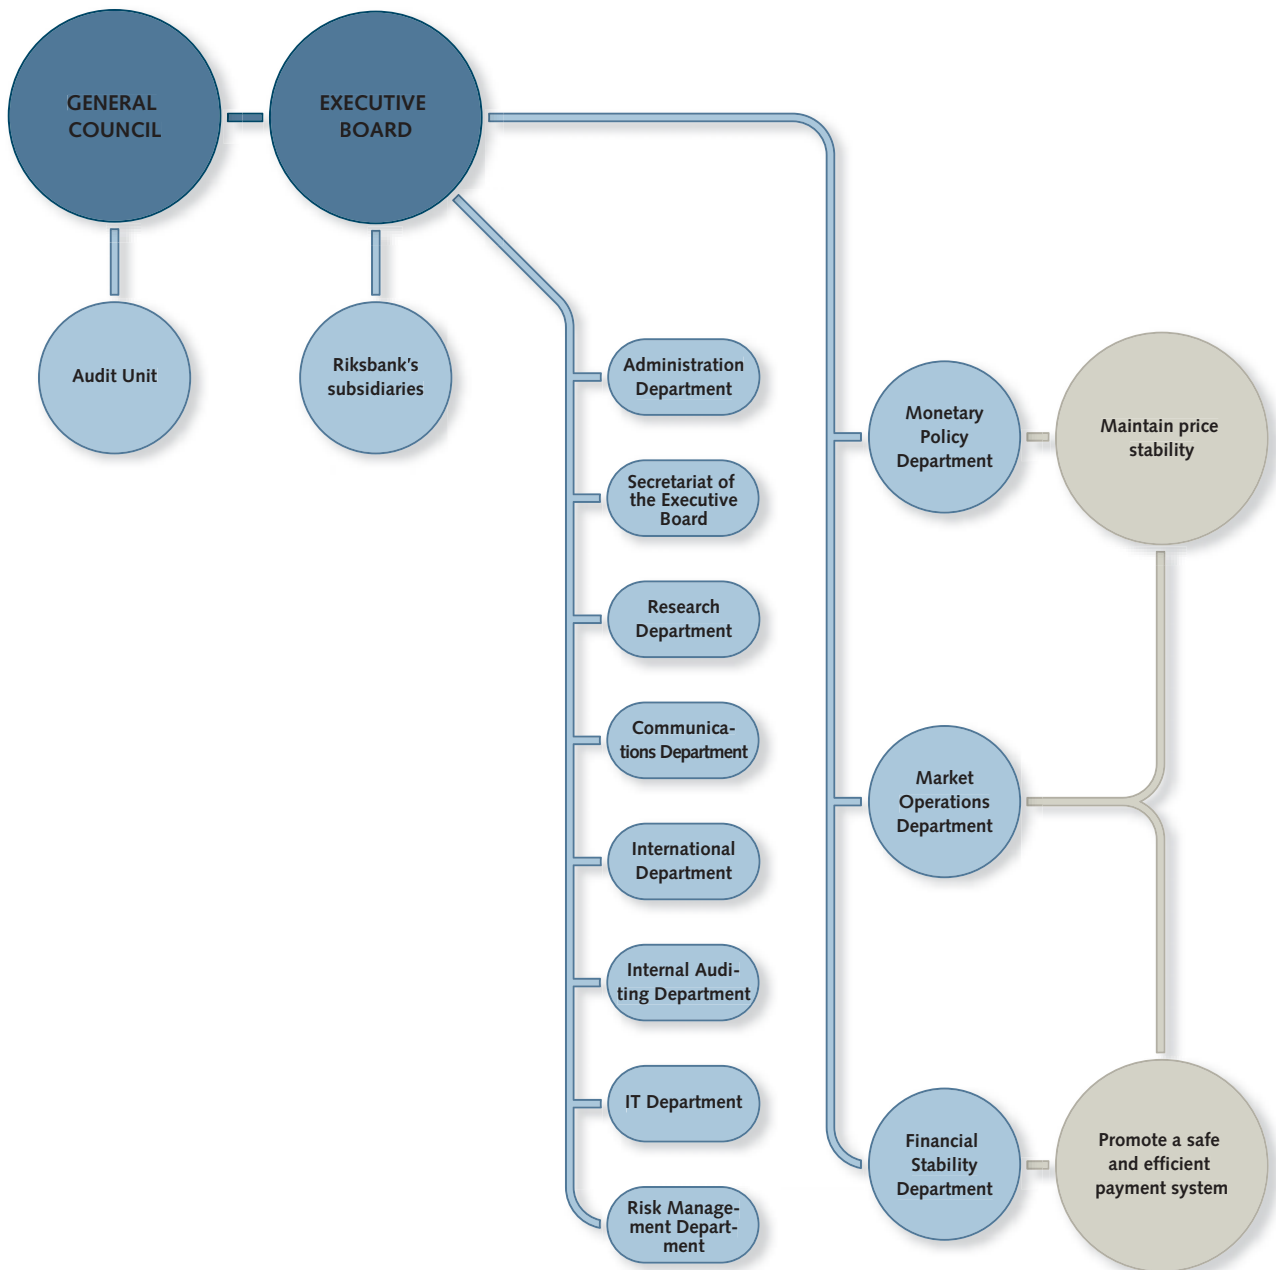 GENERAL
COUNCIL
EXECUTIVE
BOARD
Audit Unit
Riksbank's
subsidiaries
Administration
Department
Secretariat of
the Executive
Board
Research
Department
Communica-
tions Department
International
Department
Internal Audi-
ting Department
IT Department
Risk Manage-
ment Depart-
ment
Monetary
Policy
Department
Market
Operations
Department
Financial
Stability
Department
Maintain price
stability
Promote a safe
and efficient
payment system